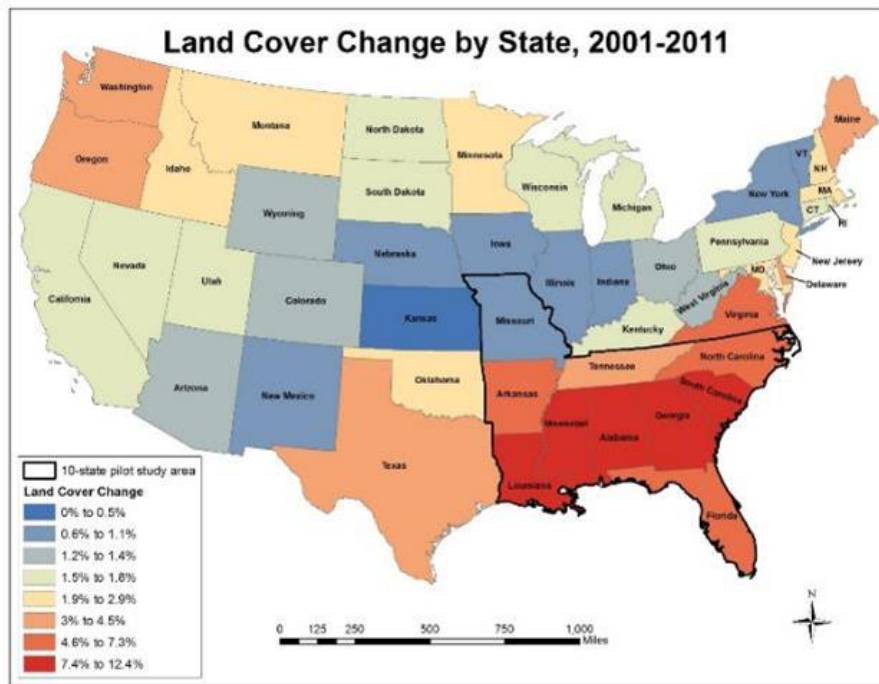 Land Cover Change by State, 2001-2011
Washington
Maine
Montana
North Dakota
Minnesota
Oregon
VT
NH
Idaho
Wisconsin
South Dakota
New York
MA
Michigan
CT
RI
Wyoming
Pennsylvania
Iowa
Nebraska
New Jersey
Nevada
Ohio
MD
Illinois
Indiana
Utah
Delaware
West Virginia
California
Colorado
Kansas
Missouri
Virginia
Kentucky
North Carolina
Tennessee
Oklahoma
Arizona
New Mexico
Arkansas
South Carolina
Georgia
Mississippi
Alabama
Texas
Louisiana
Florida
10-state pilot study area
Land Cover Change
0% to 0.5%
0.6% to 1.1%
1.2% to 1.4%
1.5% to 1.8%
1.9% to 2.9%
3% to 4.5%
4.6% to 7.3%
7.4% to 12.4%
N
0 125 250 500 750 1,000
Miles